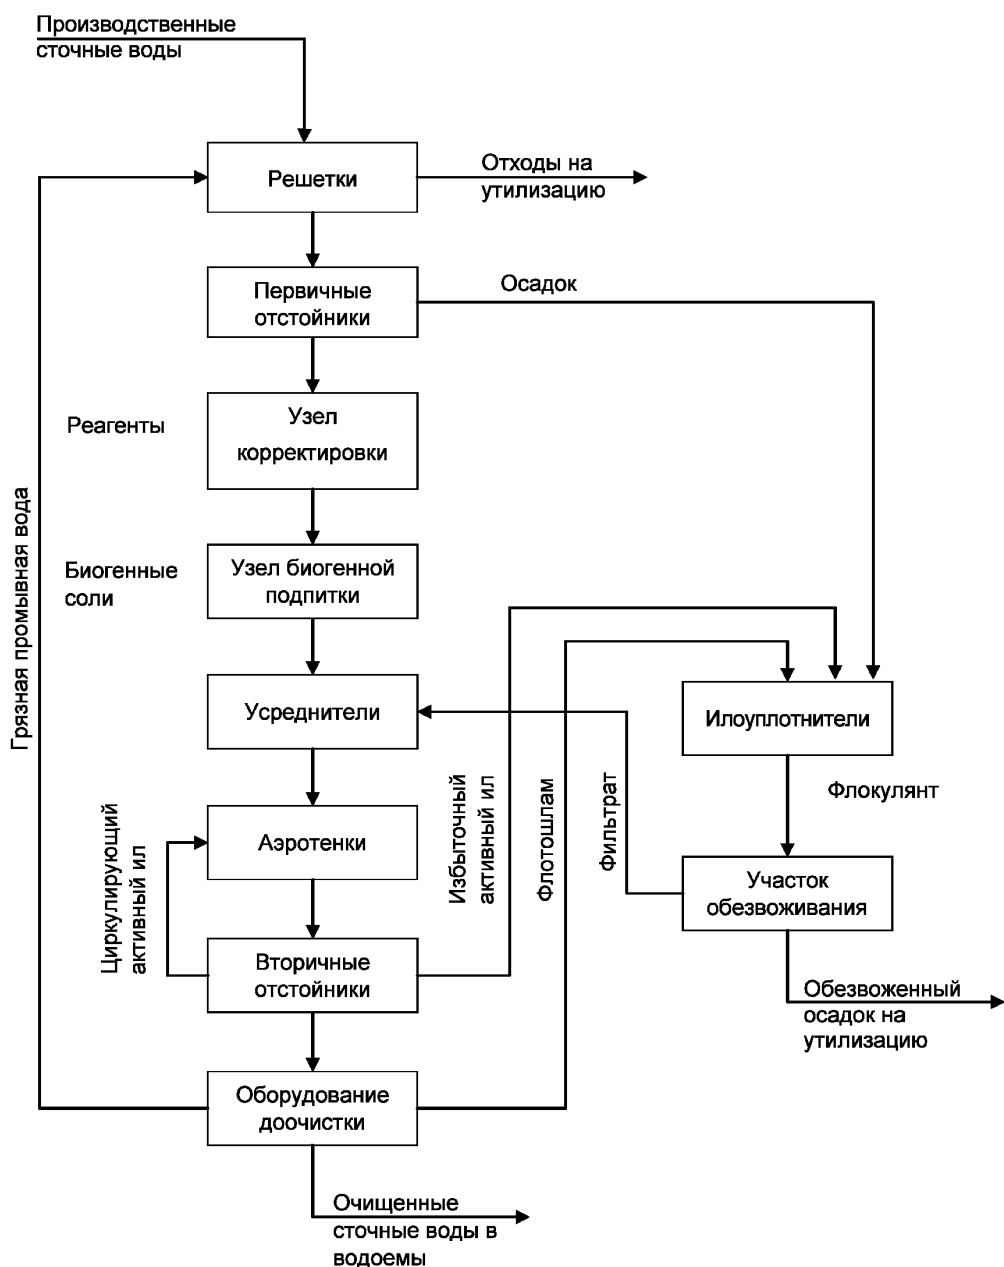 Производственные
сточные воды
Решетки
Отходы на
утилизацию
Первичные
отстойники
Осадок
Реагенты
Узел
корректировки
Биогенные
соли
Узел биогенной
подпитки
Грязная промывная вода
Усреднители
Илоуплотнители
Флокулянт
Циркулирующий
активный ил
Аэротенки
Избыточный
активный ил
Флотошлам
Фильтрат
Участок
обезвоживания
Вторичные
отстойники
Обезвоженный
осадок на
утилизацию
Оборудование
доочистки
Очищенные
сточные воды в
водоемы